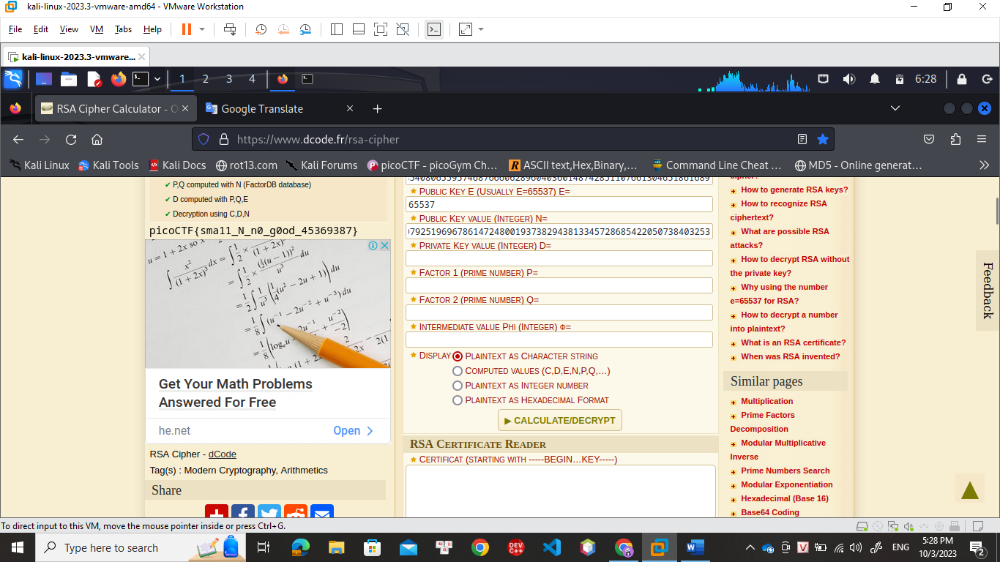 kali-linux-2023.3-vmware-amd64 - VMware Workstation
File Edit View VM Tabs Help
kali-linux-2023.3-vmware...
1 2 3 4
6:28
RSA Cipher Calculator - O
Google Translate
https://www.dcode.fr/rsa-cipher
Kali Linux
Kali Tools
Kali Docs
rot13.com
Kali Forums
picoCTF - picoGym Ch...
ASCII text,Hex,Binary,...
Command Line Cheat ...
MD5 - Online generat...
✔ P,Q computed with N (FactorDB database)
✔ D computed with P,Q,E
✔ Decryption using C,D,N
picoCTF{sma11_N_n0_g0od_45369387}
Get Your Math Problems
Answered For Free
he.net
Open
RSA Cipher - dCode
Tag(s) : Modern Cryptography, Arithmetics
Share
★ PUBLIC KEY E (USUALLY E=65537) E=
65537
★ PUBLIC KEY VALUE (INTEGER) N=
792519696786147248001937382943813345728685422050738403253
★ PRIVATE KEY VALUE (INTEGER) D=
★ FACTOR 1 (PRIME NUMBER) P=
★ FACTOR 2 (PRIME NUMBER) Q=
★ INTERMEDIATE VALUE PHI (INTEGER) Φ=
★ DISPLAY
PLAINTEXT AS CHARACTER STRING
COMPUTED VALUES (C,D,E,N,P,Q,...)
PLAINTEXT AS INTEGER NUMBER
PLAINTEXT AS HEXADECIMAL FORMAT
▶ CALCULATE/DECRYPT
RSA CERTIFICATE READER
★ CERTIFICAT (STARTING WITH -----BEGIN...KEY-----)
How to generate RSA keys?
How to recognize RSA
ciphertext?
What are possible RSA
attacks?
How to decrypt RSA without
the private key?
Why using the number
e=65537 for RSA?
How to decrypt a number
into plaintext?
What is an RSA certificate?
When was RSA invented?
Similar pages
Multiplication
Prime Factors
Decomposition
Modular Multiplicative
Inverse
Prime Numbers Search
Modular Exponentiation
Hexadecimal (Base 16)
Base64 Coding
Feedback
▲
To direct input to this VM, move the mouse pointer inside or press Ctrl+G.
Type here to search
ENG
5:28 PM
10/3/2023
2